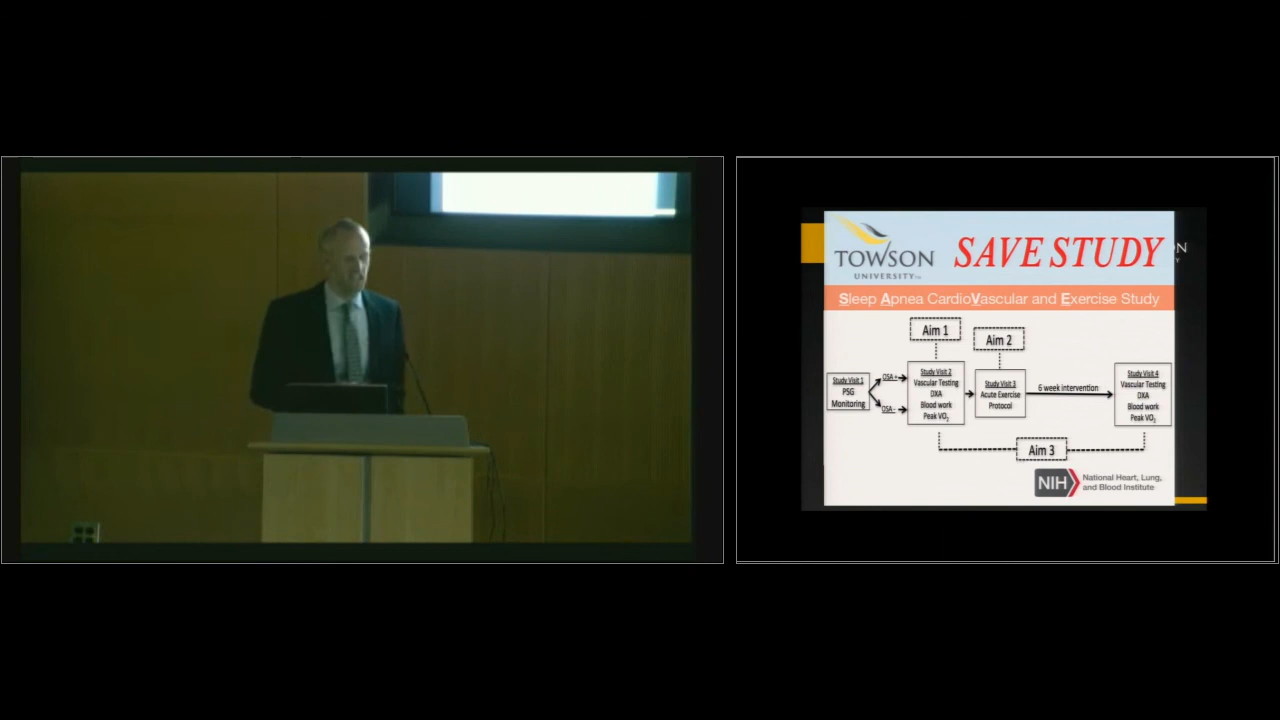 TOWSON
UNIVERSITY
SAVE STUDY
Sleep Apnea CardioVascular and Exercise Study
Aim 1
Aim 2
Study Visit 1
PSG
Monitoring
OSA +
OSA -
Study Visit 2
Vascular Testing
DXA
Blood work
Peak VO2
Study Visit 3
Acute Exercise
Protocol
6 week intervention
Study Visit 4
Vascular Testing
DXA
Blood work
Peak VO2
Aim 3
NIH
National Heart, Lung,
and Blood Institute